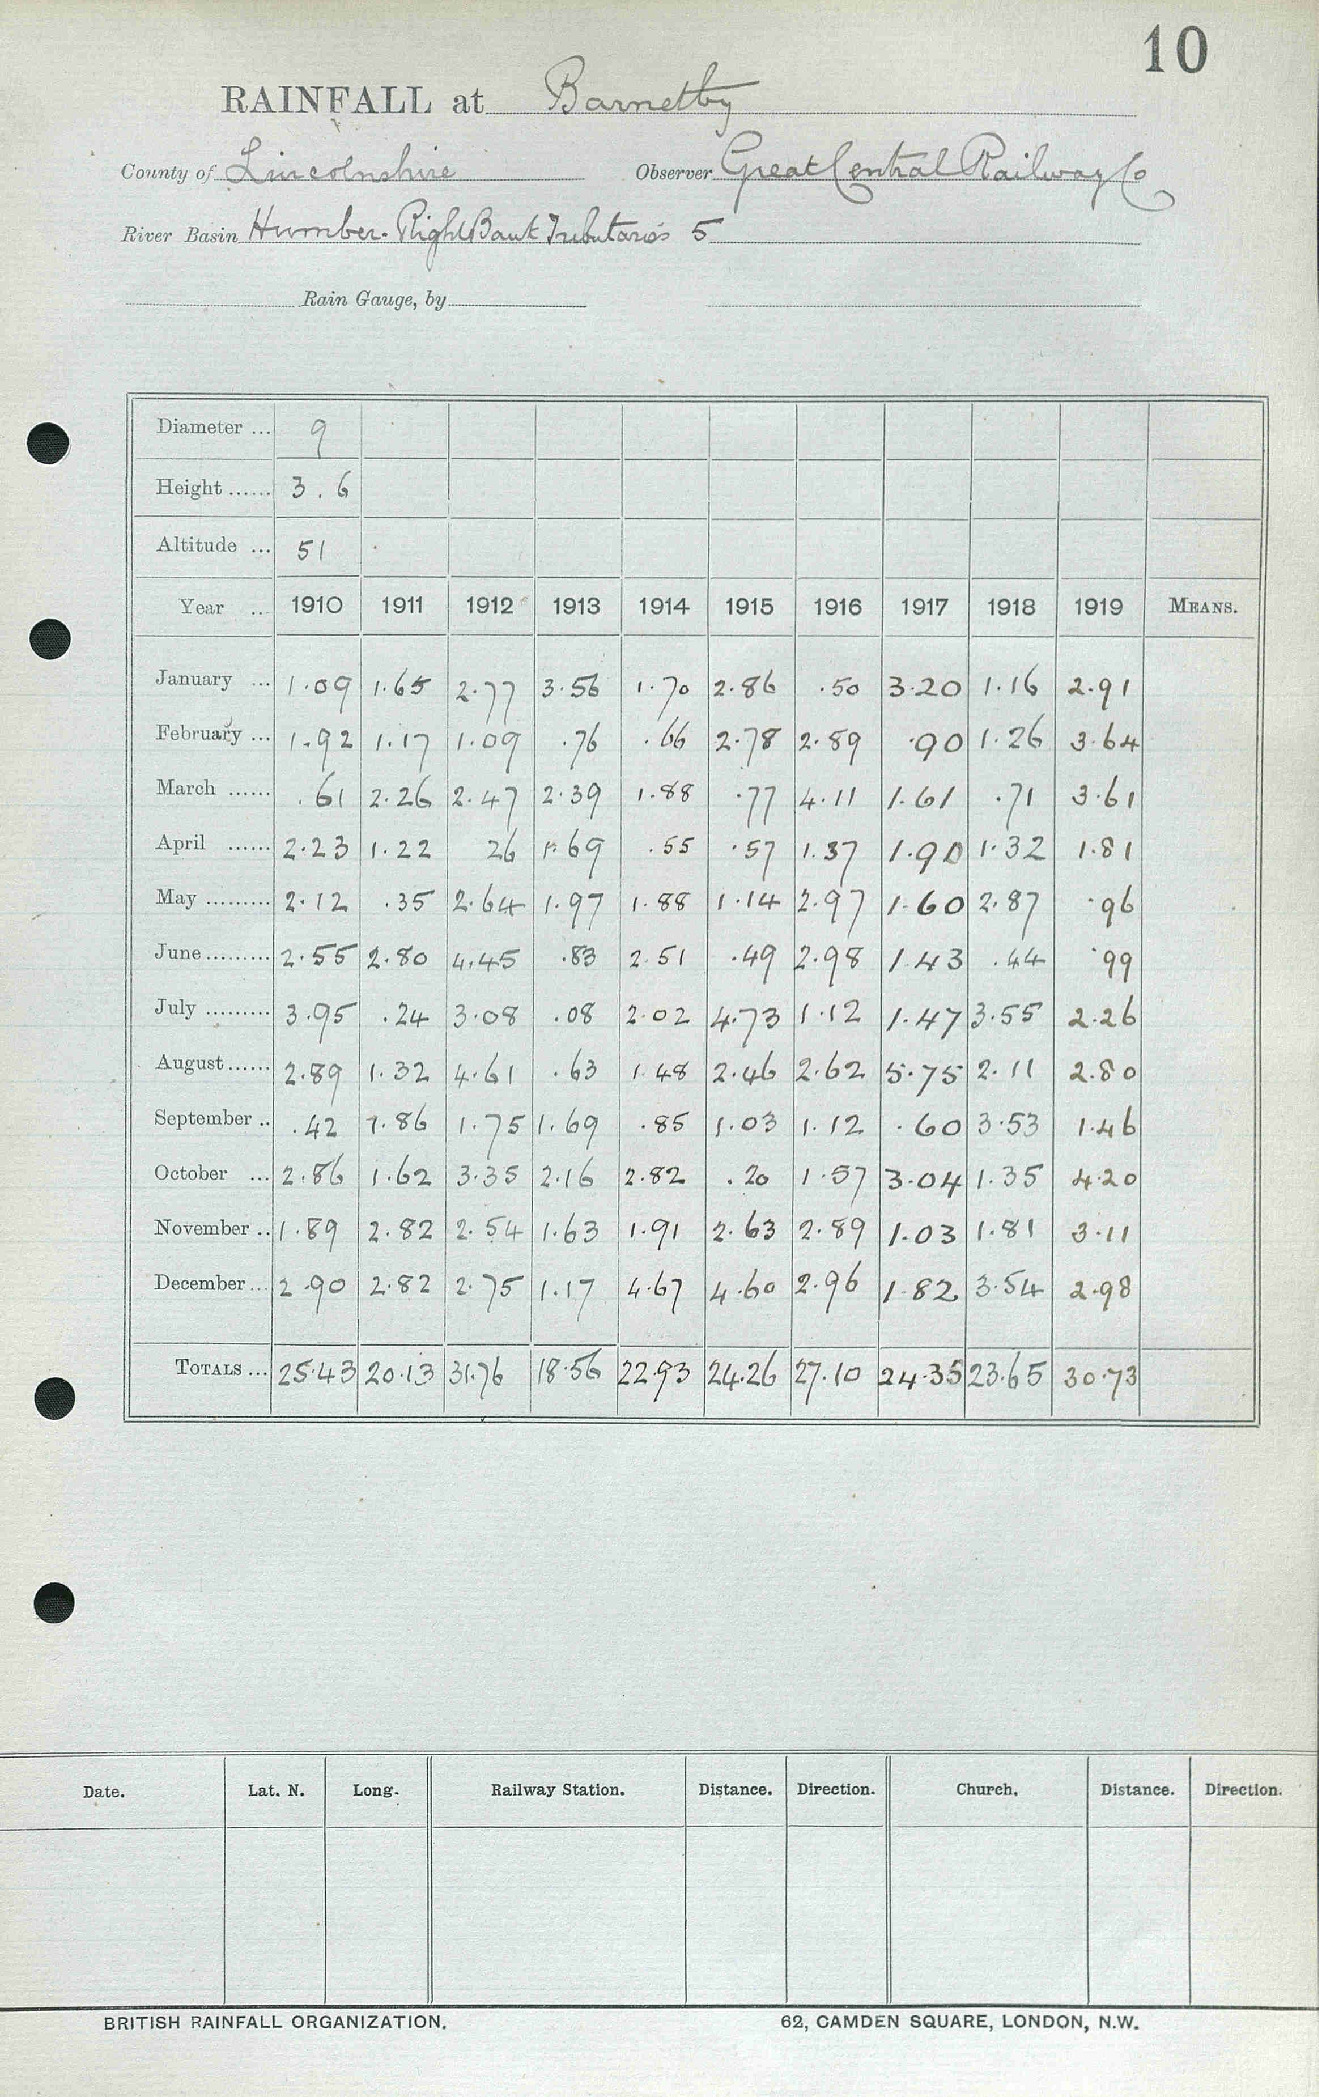 10
RAINFALL at Barnetby
County of Lincolnshire Observer Great Central Railway Co
River Basin Humber. Right Bank Tributaries 5
Rain Gauge, by
Diameter ... 9
Height ...... 3.6
Altitude ... 51
Year ... 1910 1911 1912 1913 1914 1915 1916 1917 1918 1919 MEANS.
January ... 1.09 1.65 2.77 3.56 1.70 2.86 .50 3.20 1.16 2.91
February ... 1.92 1.17 1.09 .76 .66 2.78 2.89 .90 1.26 3.64
March ...... .61 2.26 2.47 2.39 1.88 .77 4.11 1.61 .71 3.61
April ...... 2.23 1.22 26 1.69 .55 .57 1.37 1.90 1.32 1.81
May ......... 2.12 .35 2.64 1.97 1.88 1.14 2.97 1.60 2.87 .96
June ......... 2.55 2.80 4.45 .83 2.51 .49 2.98 1.43 .44 .99
July ......... 3.95 .24 3.08 .08 2.02 4.73 1.12 1.47 3.55 2.26
August ...... 2.89 1.32 4.61 .63 1.48 2.46 2.62 5.75 2.11 2.80
September .. .42 1.86 1.75 1.69 .85 1.03 1.12 .60 3.53 1.46
October ... 2.86 1.62 3.35 2.16 2.82 .20 1.57 3.04 1.35 4.20
November .. 1.89 2.82 2.54 1.63 1.91 2.63 2.89 1.03 1.81 3.11
December ... 2.90 2.82 2.75 1.17 4.67 4.60 2.96 1.82 3.54 2.98
TOTALS ... 25.43 20.13 31.76 18.56 22.93 24.26 27.10 24.35 23.65 30.73
Date. Lat. N. Long. Railway Station. Distance. Direction. Church. Distance. Direction.
BRITISH RAINFALL ORGANIZATION. 62, CAMDEN SQUARE, LONDON, N.W.